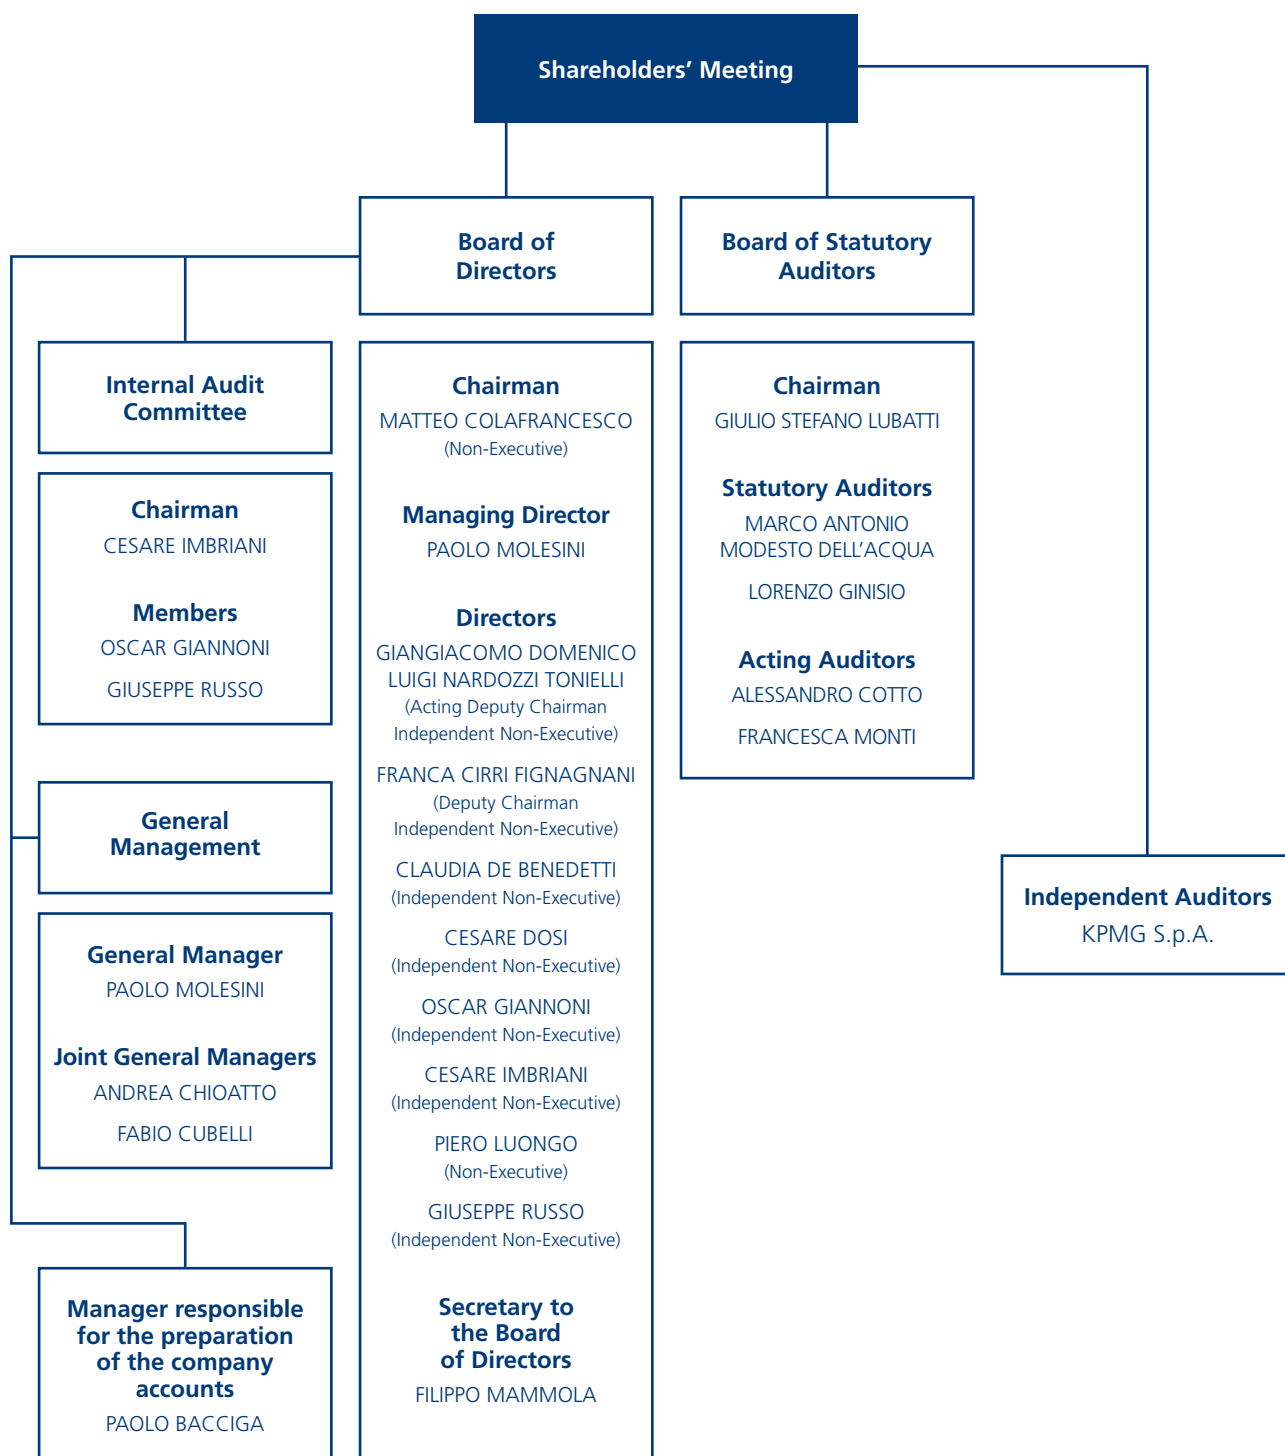 Shareholders’ Meeting
Board of
Directors
Board of Statutory
Auditors
Internal Audit
Committee
Chairman
CESARE IMBRIANI
Members
OSCAR GIANNONI
GIUSEPPE RUSSO
General
Management
General Manager
PAOLO MOLESINI
Joint General Managers
ANDREA CHIOATTO
FABIO CUBELLI
Manager responsible
for the preparation
of the company
accounts
PAOLO BACCIGA
Chairman
MATTEO COLAFRANCESCO
(Non-Executive)
Managing Director
PAOLO MOLESINI
Directors
GIANGIACOMO DOMENICO
LUIGI NARDOZZI TONIELLI
(Acting Deputy Chairman
Independent Non-Executive)
FRANCA CIRRI FIGNAGNANI
(Deputy Chairman
Independent Non-Executive)
CLAUDIA DE BENEDETTI
(Independent Non-Executive)
CESARE DOSI
(Independent Non-Executive)
OSCAR GIANNONI
(Independent Non-Executive)
CESARE IMBRIANI
(Independent Non-Executive)
PIERO LUONGO
(Non-Executive)
GIUSEPPE RUSSO
(Independent Non-Executive)
Secretary to
the Board
of Directors
FILIPPO MAMMOLA
Chairman
GIULIO STEFANO LUBATTI
Statutory Auditors
MARCO ANTONIO
MODESTO DELL’ACQUA
LORENZO GINISIO
Acting Auditors
ALESSANDRO COTTO
FRANCESCA MONTI
Independent Auditors
KPMG S.p.A.